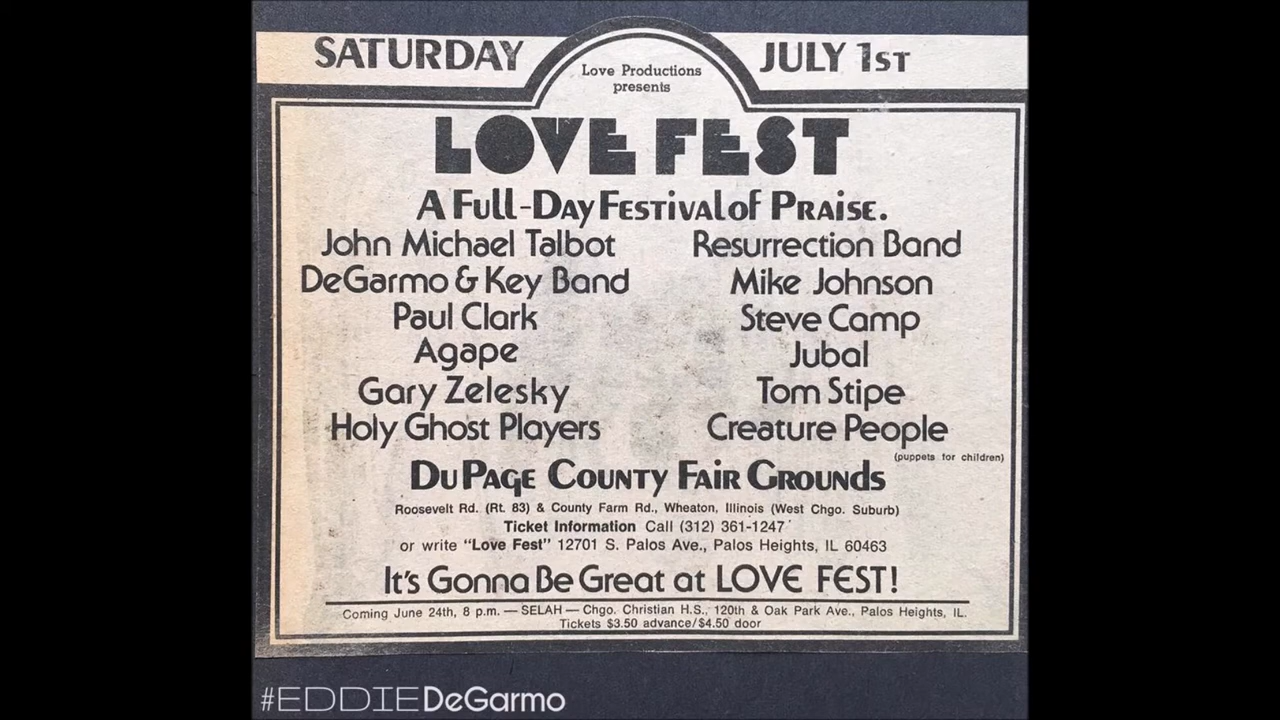 SATURDAY JULY 1ST
Love Productions
presents
LOVE FEST
A Full-Day Festival of Praise.
John Michael Talbot Resurrection Band
DeGarmo & Key Band Mike Johnson
Paul Clark Steve Camp
Agape Jubal
Gary Zelesky Tom Stipe
Holy Ghost Players Creature People
(puppets for children)
DuPage County Fair Grounds
Roosevelt Rd. (Rt. 83) & County Farm Rd., Wheaton, Illinois (West Chgo. Suburb)
Ticket Information Call (312) 361-1247
or write "Love Fest" 12701 S. Palos Ave., Palos Heights, IL 60463
It's Gonna Be Great at LOVE FEST!
Coming June 24th, 8 p.m. — SELAH — Chgo. Christian H.S., 120th & Oak Park Ave., Palos Heights, IL.
Tickets $3.50 advance/$4.50 door
#EDDIEDeGarmo